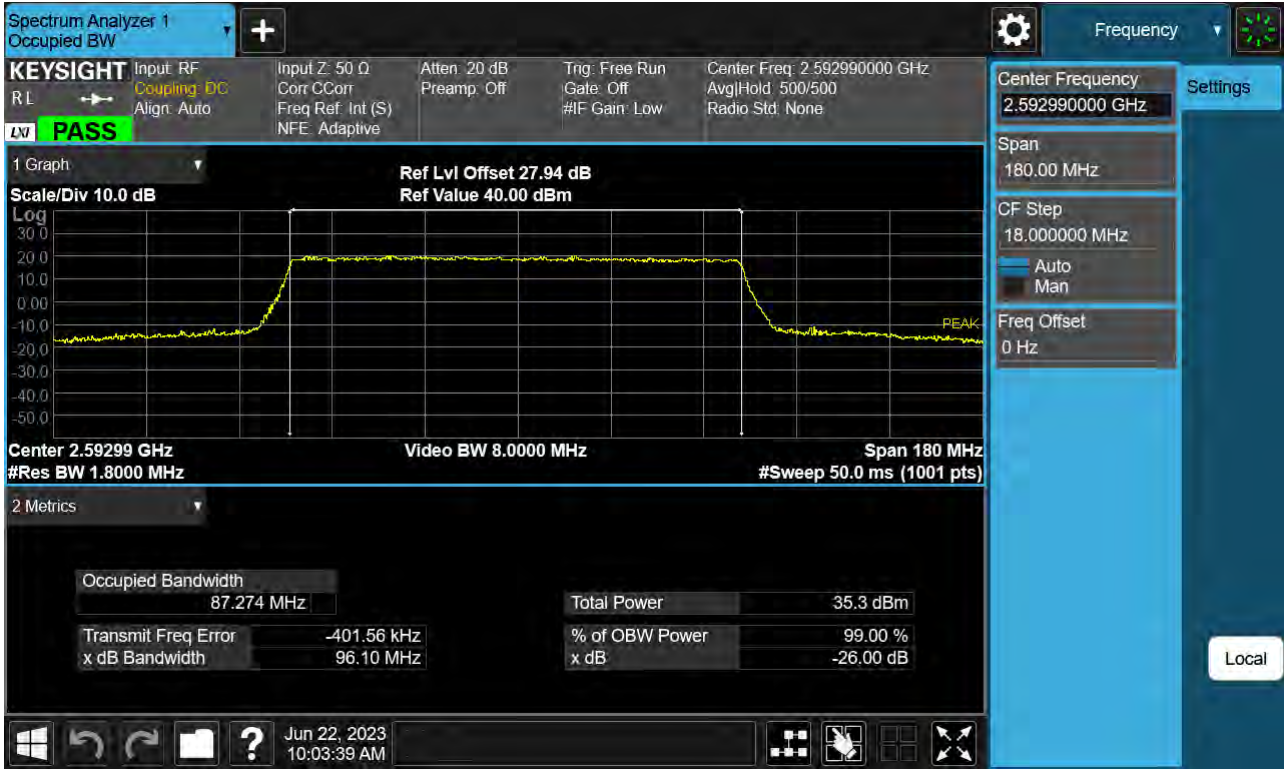 Spectrum Analyzer 1
Occupied BW
Frequency
KEYSIGHT
R L
LXI PASS
Input: RF
Coupling: DC
Align: Auto
Input Z: 50 Ω
Corr CCorr
Freq Ref: Int (S)
NFE: Adaptive
Atten: 20 dB
Preamp: Off
Trig: Free Run
Gate: Off
#IF Gain: Low
Center Freq: 2.592990000 GHz
Avg|Hold: 500/500
Radio Std: None
Center Frequency
2.592990000 GHz
Settings
Span
180.00 MHz
CF Step
18.000000 MHz
Auto
Man
Freq Offset
0 Hz
Local
1 Graph
Scale/Div 10.0 dB
Ref Lvl Offset 27.94 dB
Ref Value 40.00 dBm
Log
30.0
20.0
10.0
0.00
-10.0
-20.0
-30.0
-40.0
-50.0
PEAK
Center 2.59299 GHz
#Res BW 1.8000 MHz
Video BW 8.0000 MHz
Span 180 MHz
#Sweep 50.0 ms (1001 pts)
2 Metrics
Occupied Bandwidth
87.274 MHz
Total Power 35.3 dBm
Transmit Freq Error -401.56 kHz
% of OBW Power 99.00 %
x dB Bandwidth 96.10 MHz
x dB -26.00 dB
?
Jun 22, 2023
10:03:39 AM